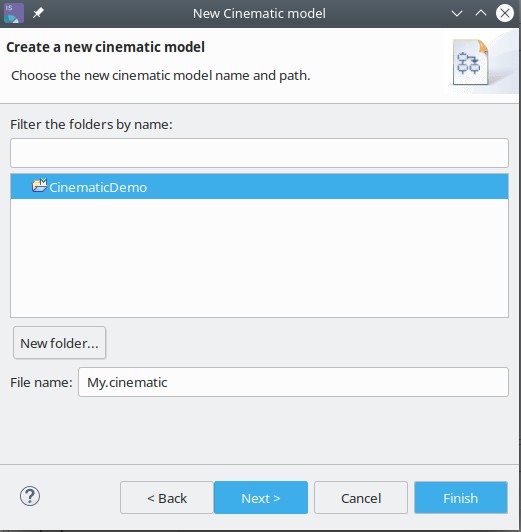 IS
New Cinematic model
Create a new cinematic model
Choose the new cinematic model name and path.
Filter the folders by name:
CinematicDemo
New folder...
File name: My.cinematic
? < Back Next > Cancel Finish